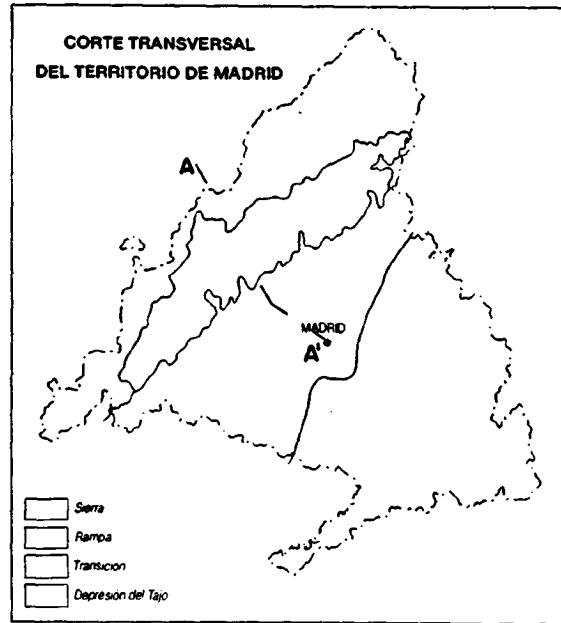 CORTE TRANSVERSAL
DEL TERRITORIO DE MADRID
A
MADRID
A'
Sierra
Rampa
Transicion
Depresion del Tajo